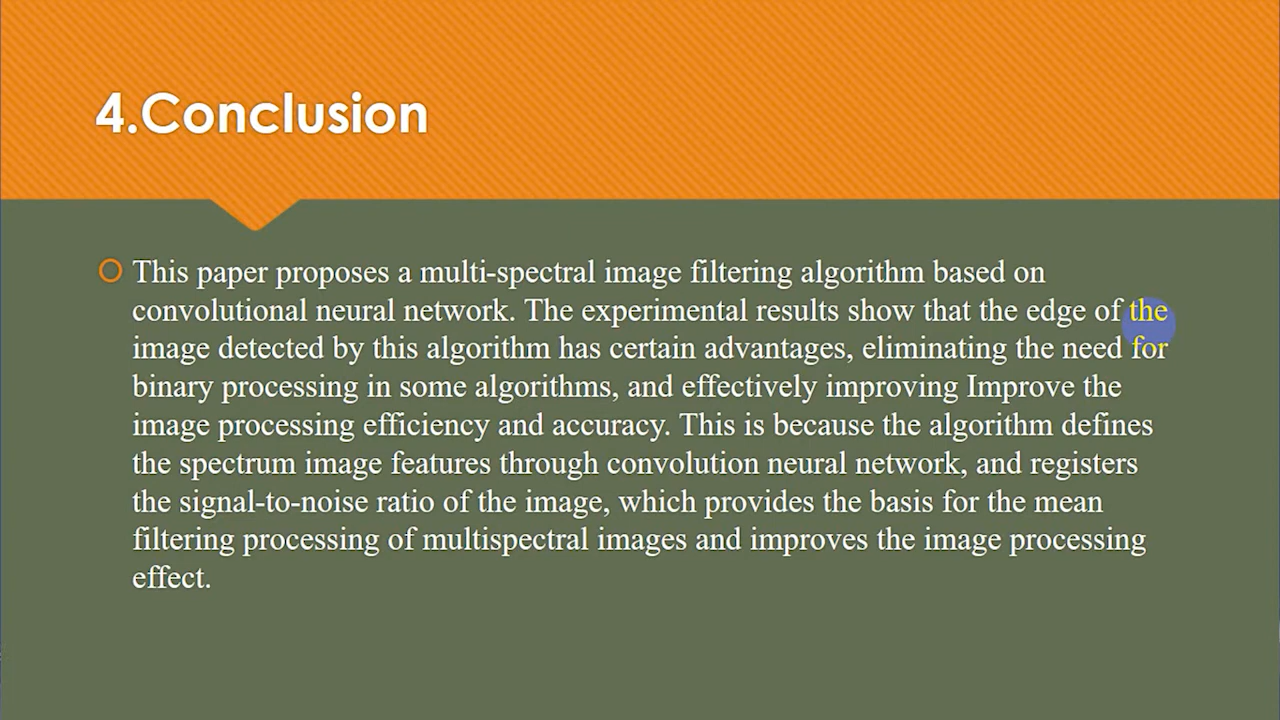 4.Conclusion
This paper proposes a multi-spectral image filtering algorithm based on
convolutional neural network. The experimental results show that the edge of the
image detected by this algorithm has certain advantages, eliminating the need for
binary processing in some algorithms, and effectively improving Improve the
image processing efficiency and accuracy. This is because the algorithm defines
the spectrum image features through convolution neural network, and registers
the signal-to-noise ratio of the image, which provides the basis for the mean
filtering processing of multispectral images and improves the image processing
effect.